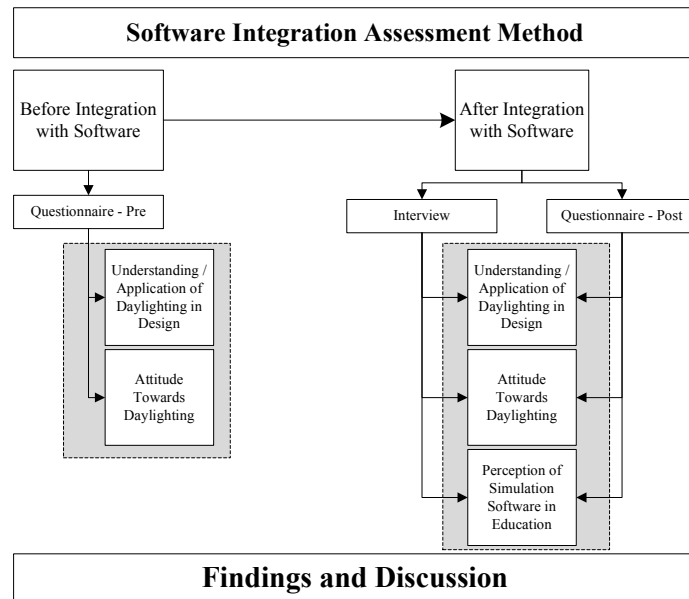 Software Integration Assessment Method
Before Integration
with Software
After Integration
with Software
Questionnaire - Pre
Interview
Questionnaire - Post
Understanding /
Application of
Daylighting in
Design
Attitude
Towards
Daylighting
Understanding /
Application of
Daylighting in
Design
Attitude
Towards
Daylighting
Perception of
Simulation
Software in
Education
Findings and Discussion